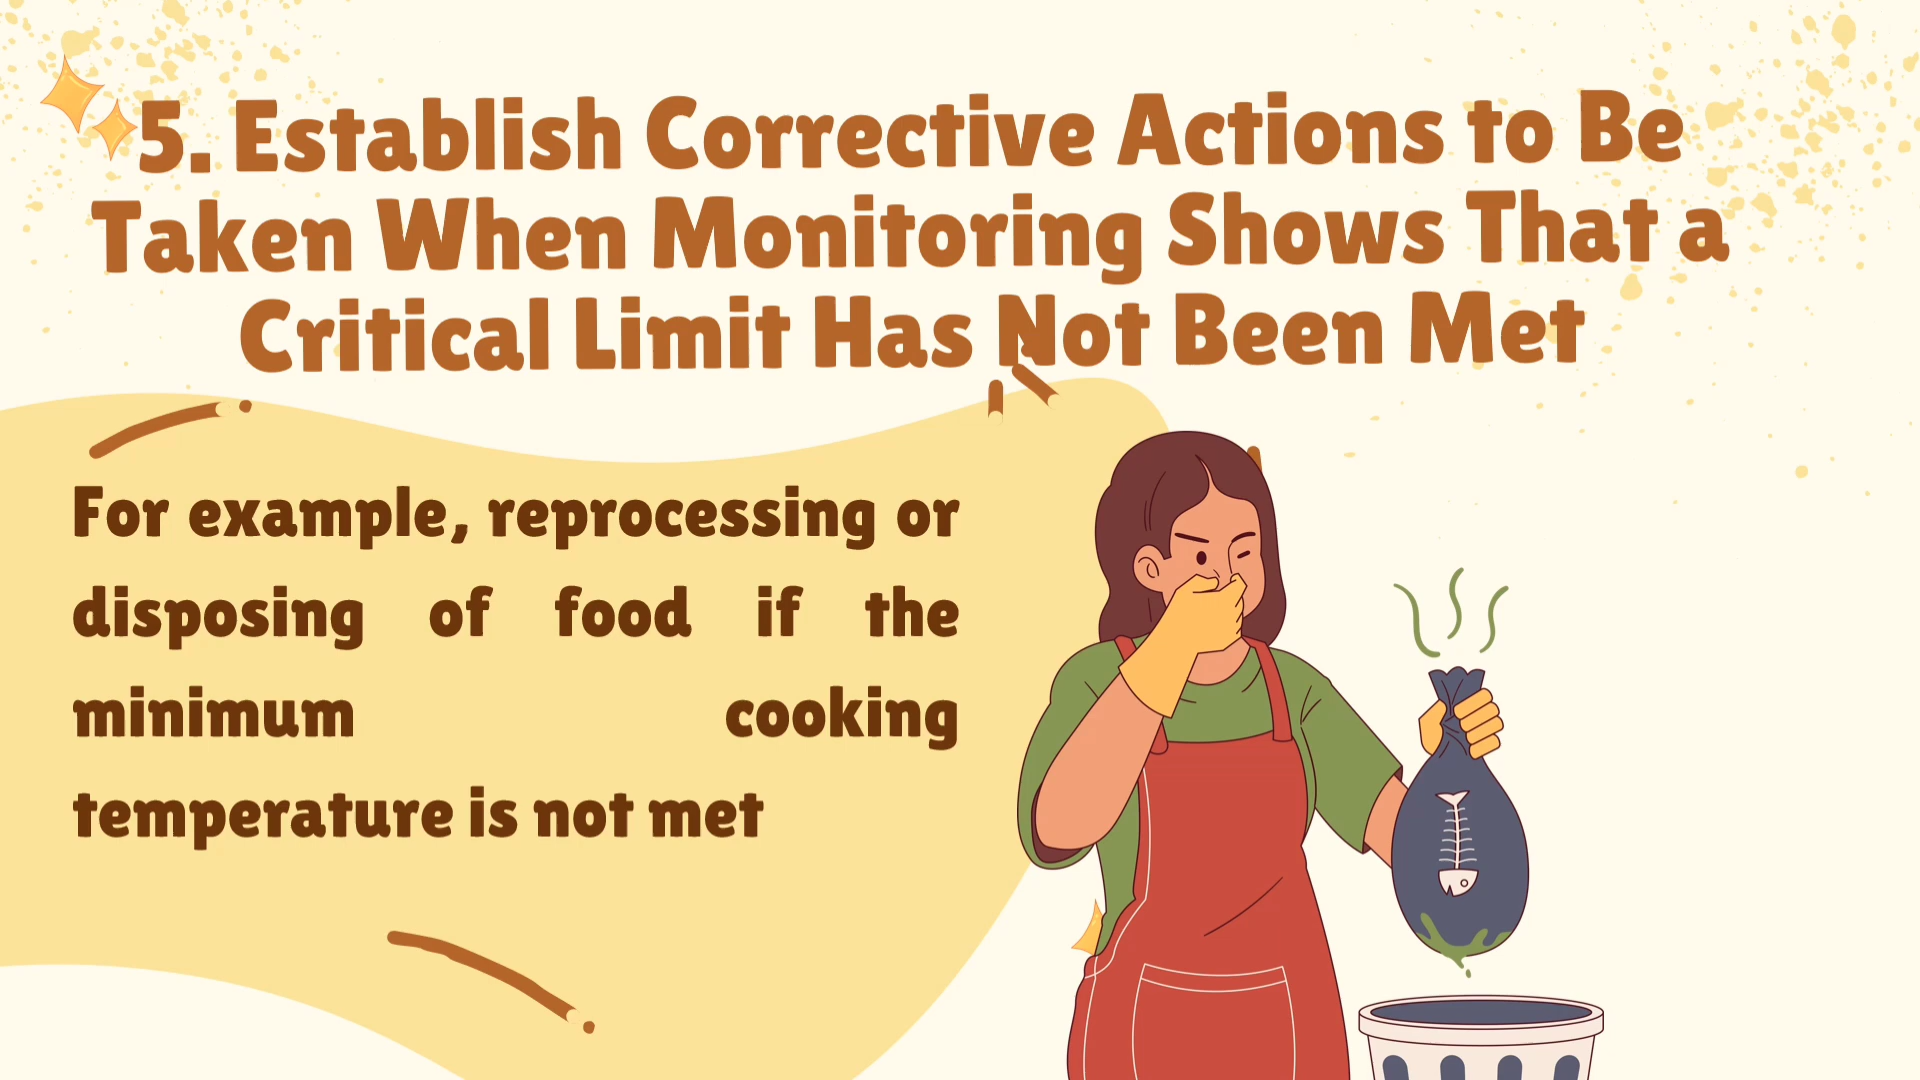 5. Establish Corrective Actions to Be
Taken When Monitoring Shows That a
Critical Limit Has Not Been Met
For example, reprocessing or
disposing of food if the
minimum cooking
temperature is not met